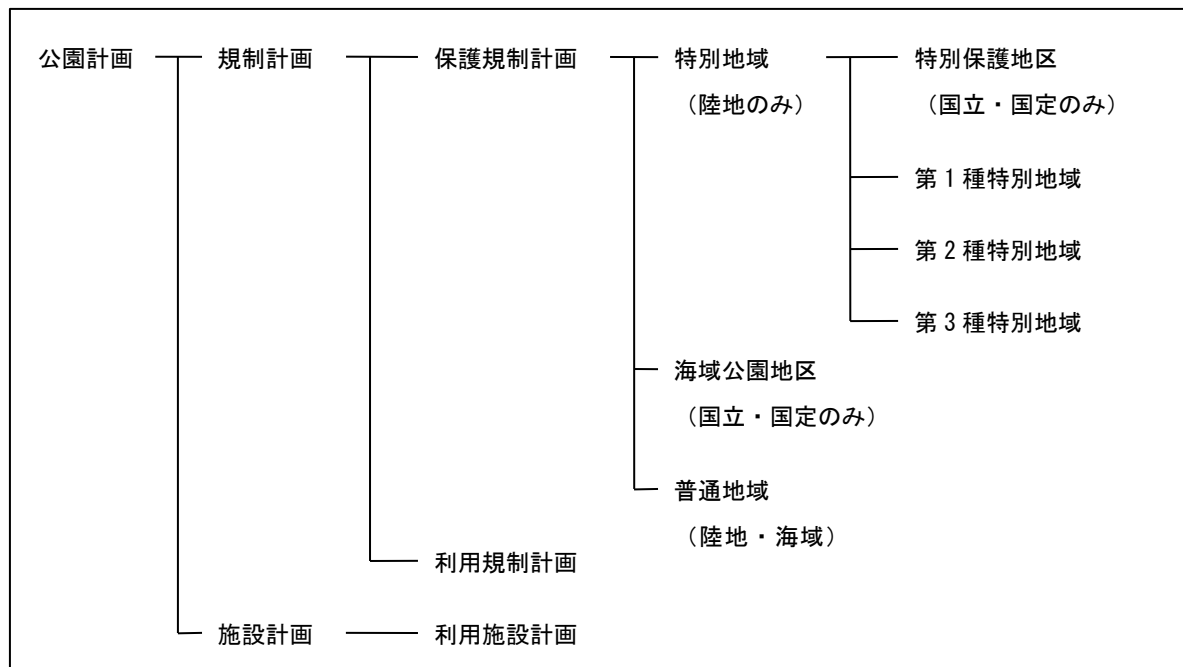 公園計画 規制計画 保護規制計画 特別地域 特別保護地区
（陸地のみ） （国立・国定のみ）
第1種特別地域
第2種特別地域
第3種特別地域
海域公園地区
（国立・国定のみ）
普通地域
（陸地・海域）
利用規制計画
施設計画 利用施設計画